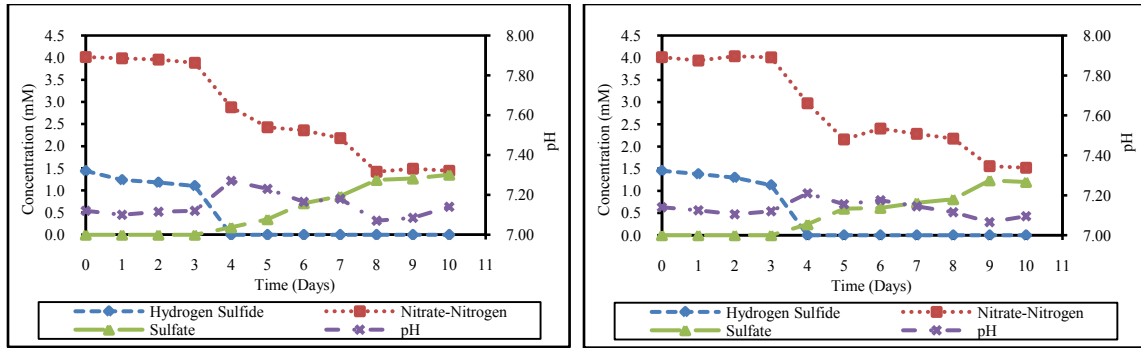 4.5 8.00
4.0
3.5 7.80
3.0
2.5 7.60
2.0
1.5 7.40
1.0
0.5 7.20
0.0 7.00
Concentration (mM)
pH
0 1 2 3 4 5 6 7 8 9 10 11
Time (Days)
Hydrogen Sulfide Nitrate-Nitrogen
Sulfate pH
4.5 8.00
4.0
3.5 7.80
3.0
2.5 7.60
2.0
1.5 7.40
1.0
0.5 7.20
0.0 7.00
Concentration (mM)
pH
0 1 2 3 4 5 6 7 8 9 10 11
Time (Days)
Hydrogen Sulfide Nitrate-Nitrogen
Sulfate pH